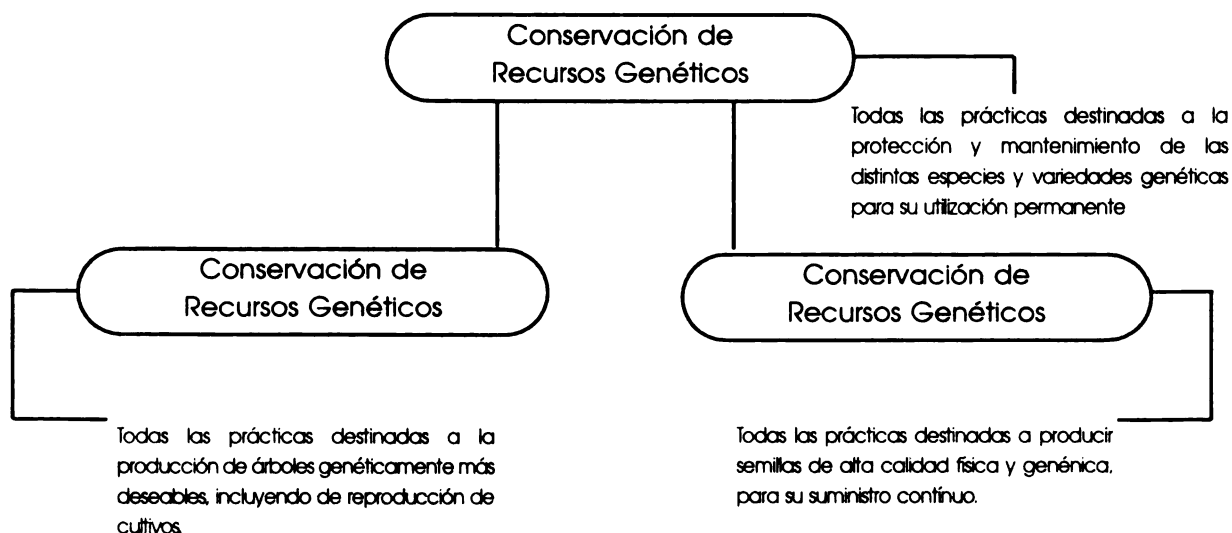 Conservación de
Recursos Genéticos
Todas las prácticas destinadas a la
protección y mantenimiento de las
distintas especies y variedades genéticas
para su utilización permanente
Conservación de
Recursos Genéticos
Conservación de
Recursos Genéticos
Todas las prácticas destinadas a la
producción de árboles genéticamente más
deseables, incluyendo de reproducción de
cultivos.
Todas las prácticas destinadas a producir
semillas de alta calidad física y genénica,
para su suministro contínuo.